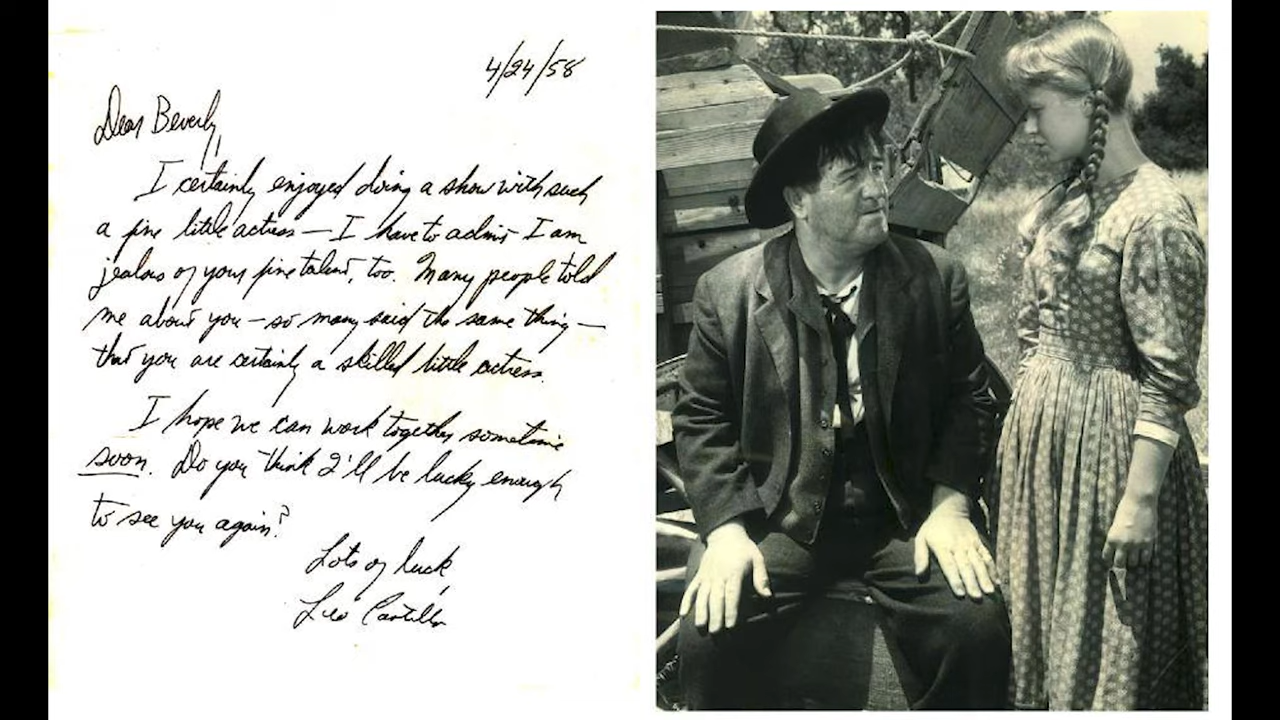 4/24/58
Dear Beverly,
I certainly enjoyed doing a show with such
a fine little actress — I have to admit I am
jealous of your fine talent, too. Many people told
me about you — so many said the same thing —
that you are certainly a skilled little actress.
I hope we can work together sometime
soon. Do you think I'll be lucky enough
to see you again?
Lots of luck
Lou Costello